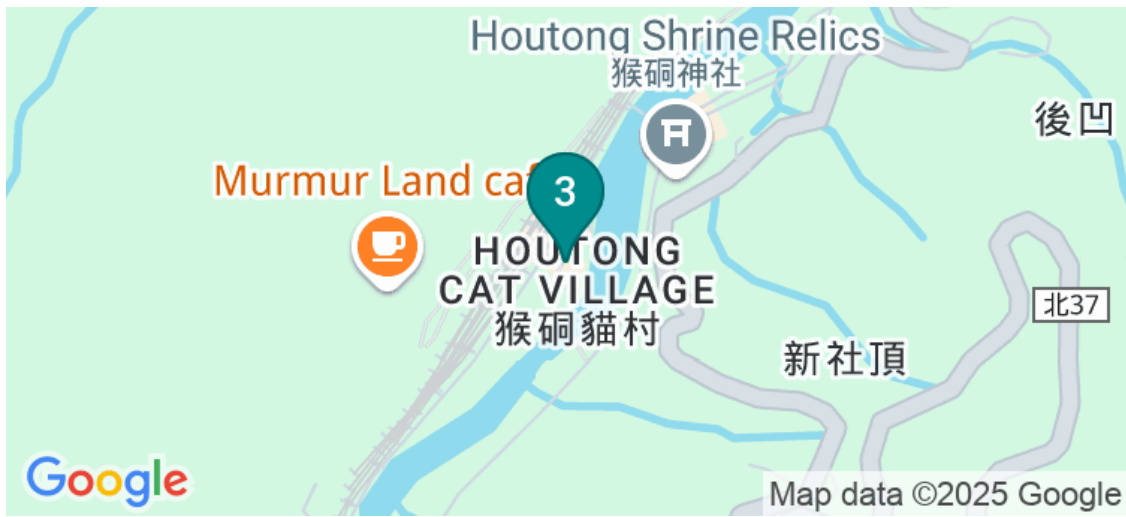 Houtong Shrine Relics
猴硐神社
後凹
Murmur Land caf
3
HOUTONG
CAT VILLAGE
猴硐貓村
北37
新社頂
Google
Map data ©2025 Google